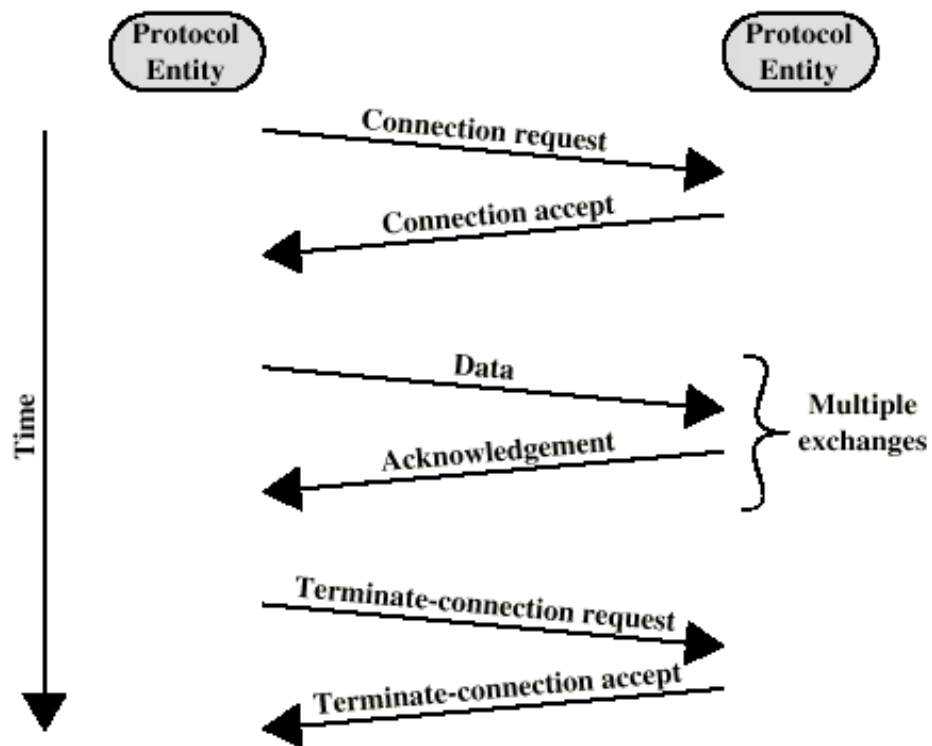 Protocol
Entity
Protocol
Entity
Connection request
Connection accept
Data
Multiple
exchanges
Acknowledgement
Time
Terminate-connection request
Terminate-connection accept